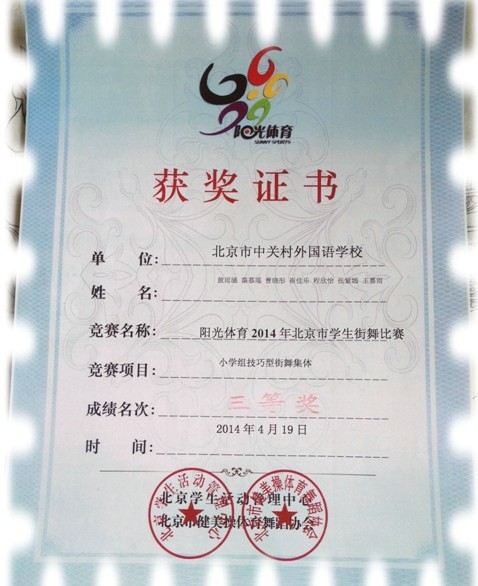 阳光体育
SUNNY SPORTS
获奖证书
单 位: 北京市中关村外国语学校
姓 名:
竞赛名称: 阳光体育2014年北京市学生街舞比赛
竞赛项目: 小学组技巧型街舞集体
成绩名次: 三等奖
时 间: 2014年4月19日
北京学生活动管理中心
北京市健美操体育舞蹈协会